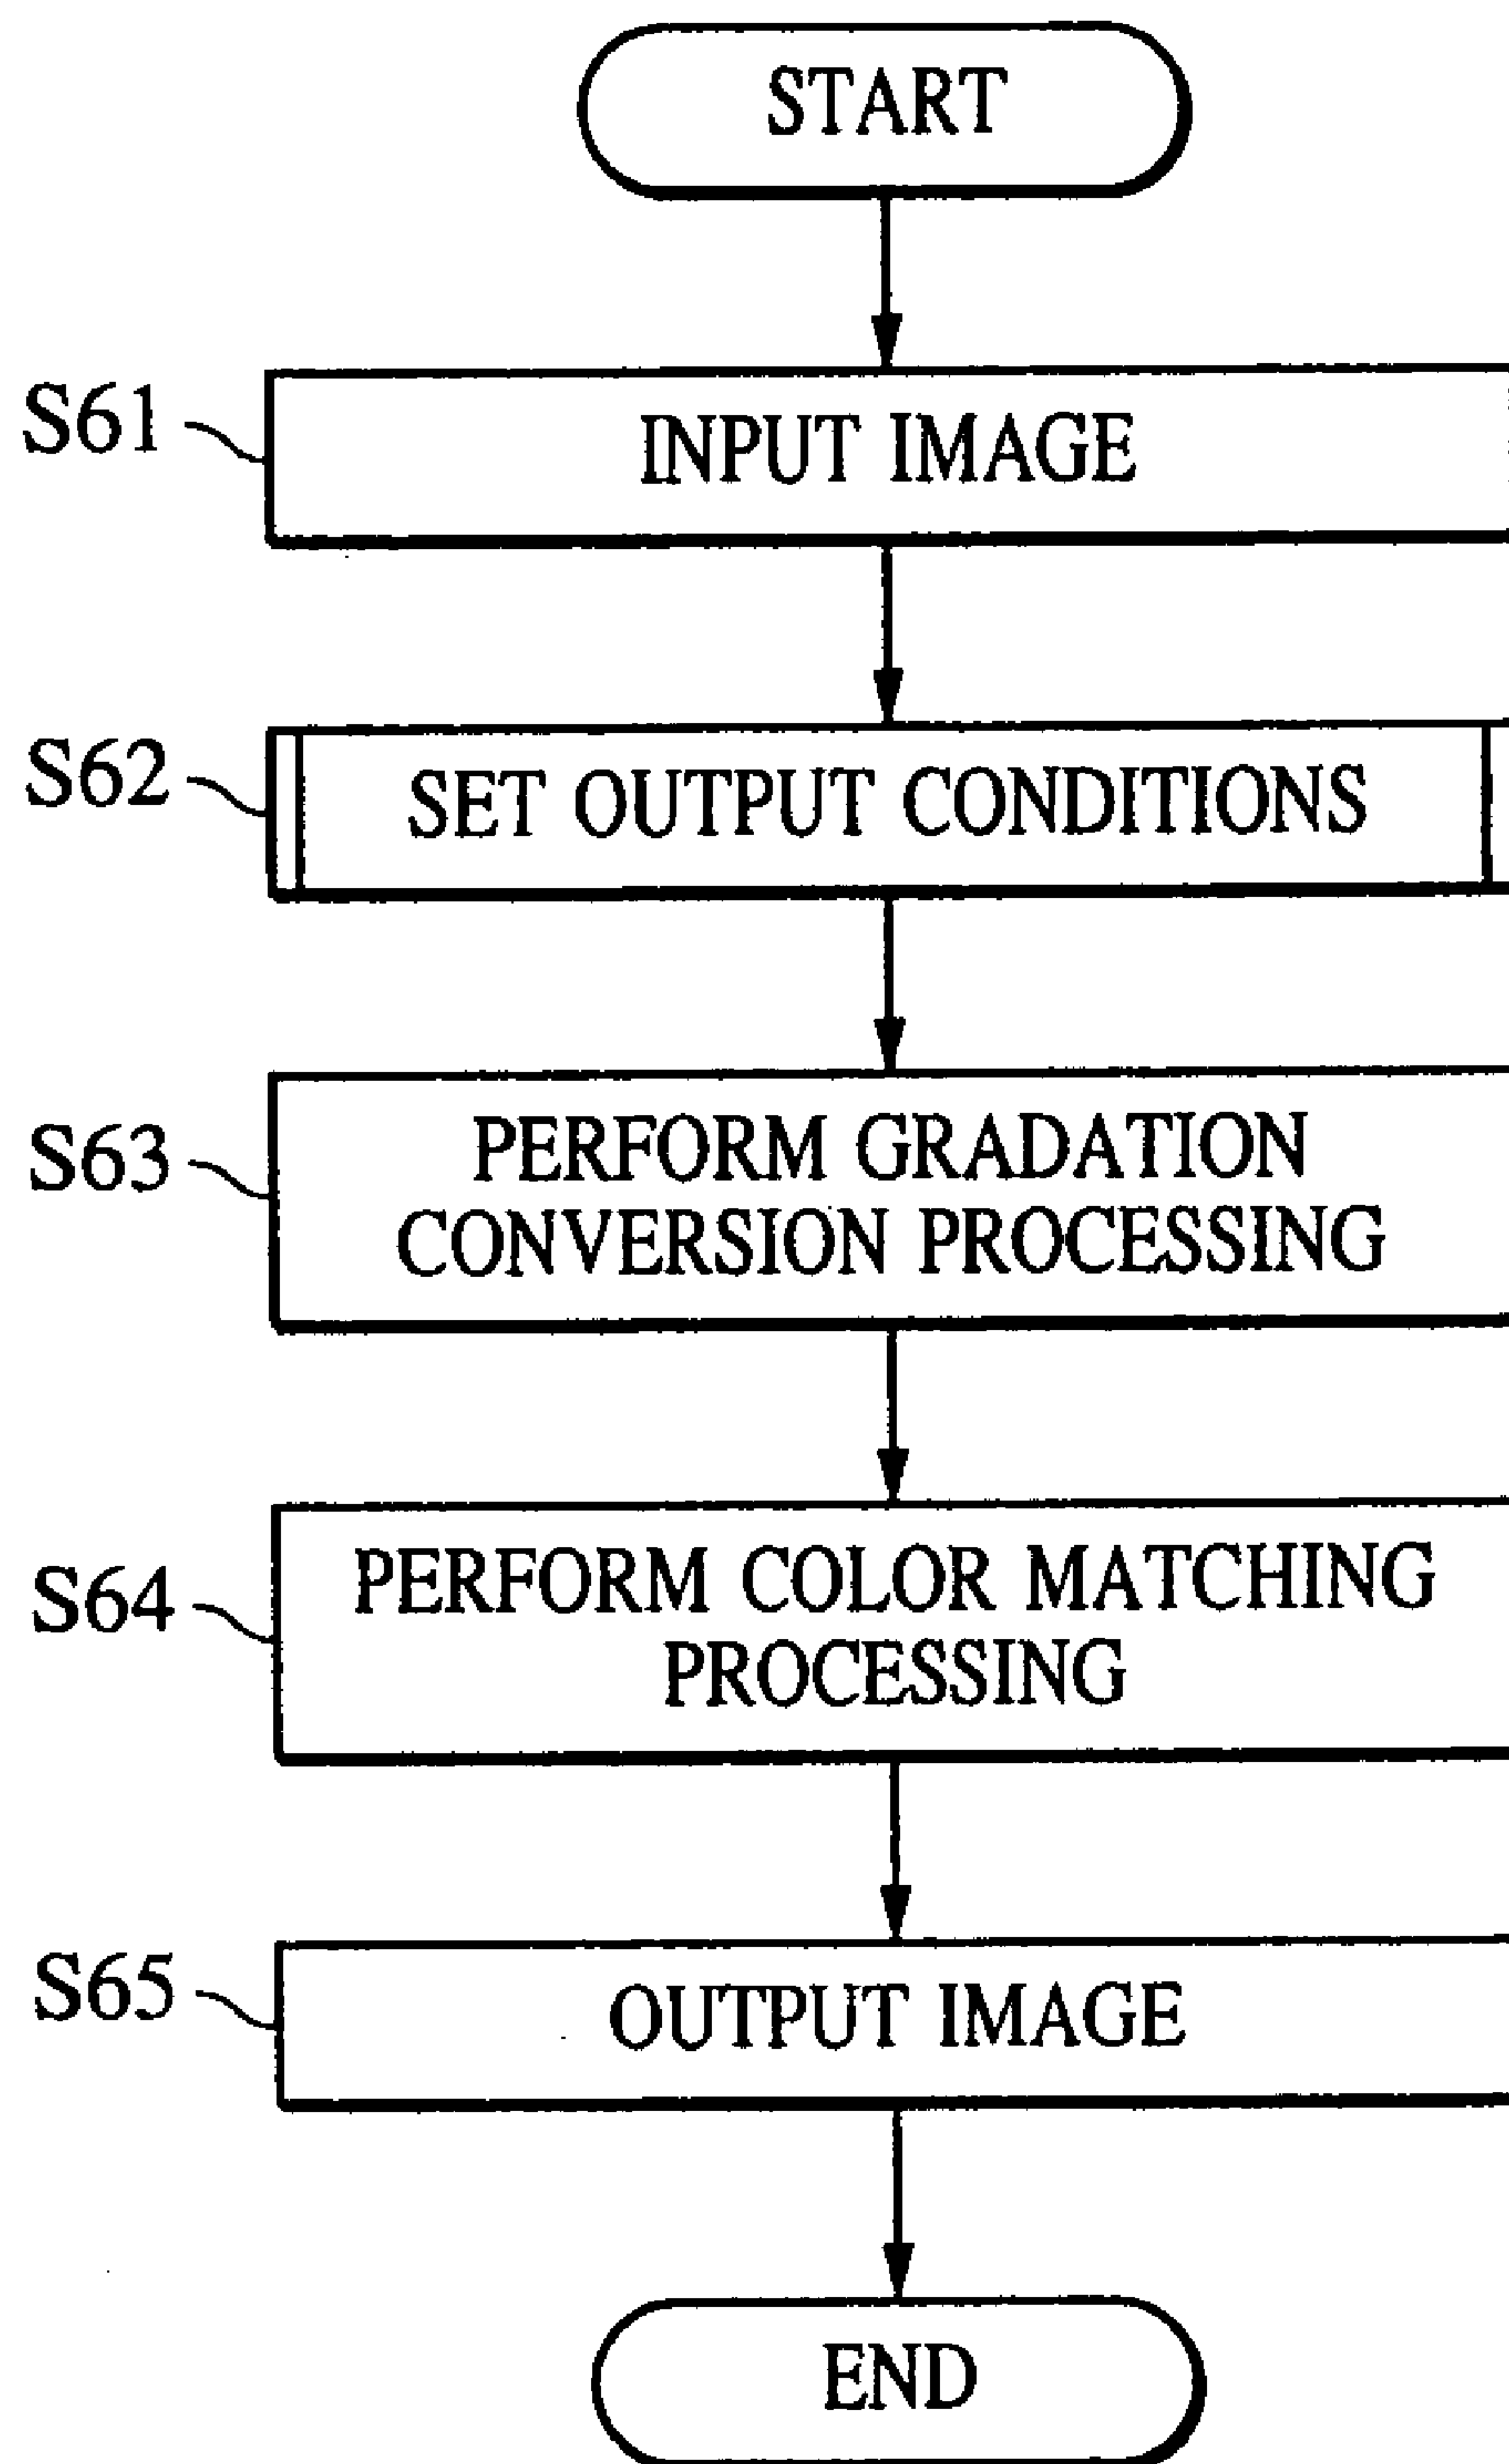 START
S61
INPUT IMAGE
S62
SET OUTPUT CONDITIONS
S63
PERFORM GRADATION
CONVERSION PROCESSING
S64
PERFORM COLOR MATCHING
PROCESSING
S65
OUTPUT IMAGE
END